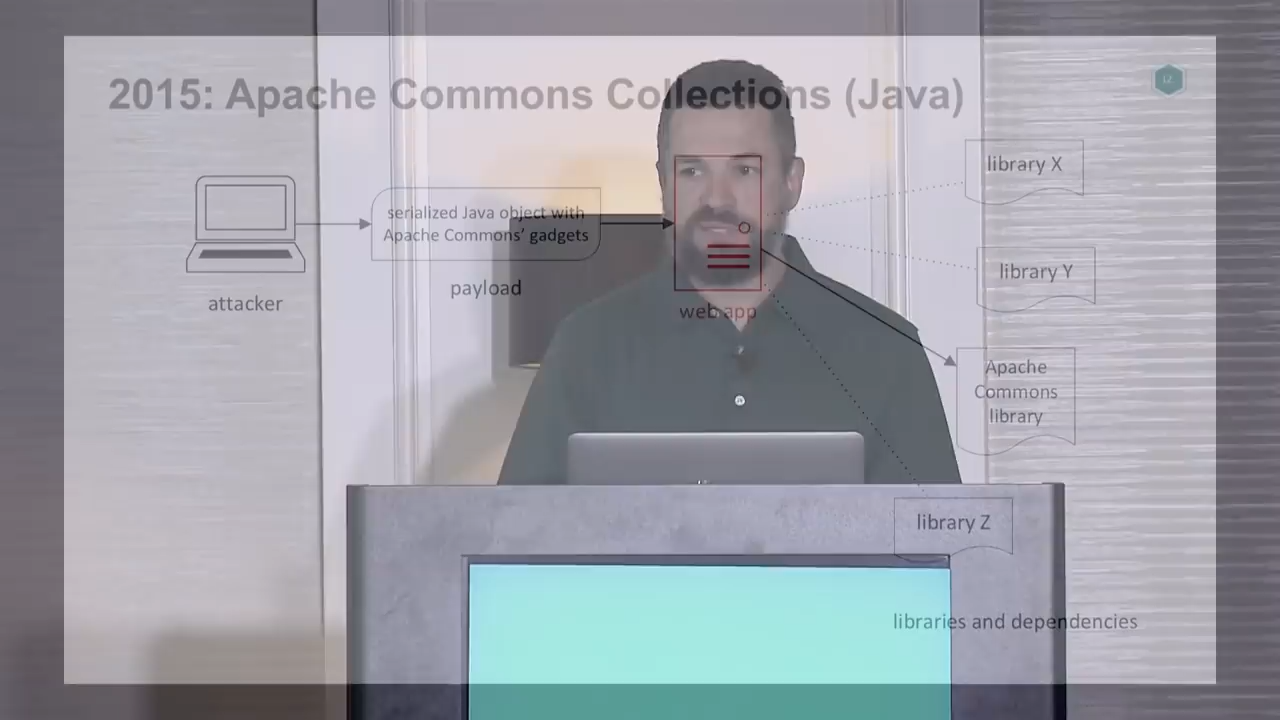 2015: Apache Commons Collections (Java)
LZ
library X
serialized Java object with
Apache Commons’ gadgets
library Y
payload
attacker
web app
Apache
Commons
library
library Z
libraries and dependencies